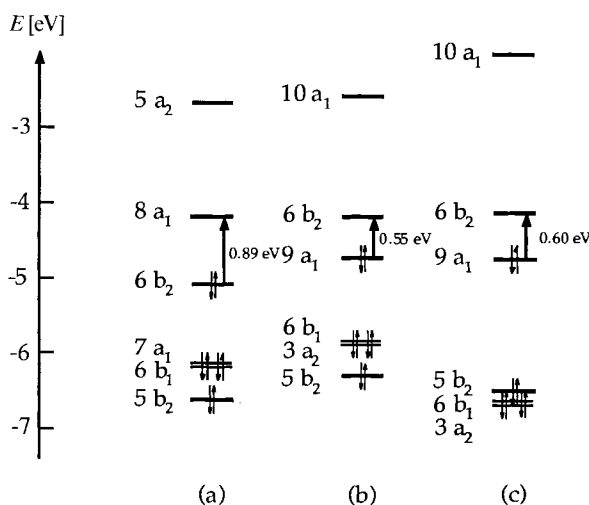 E [eV]
10 a₁
5 a₂
10 a₁
-3
-4
8 a₁
6 b₂
6 b₂
0.89 eV
0.55 eV
0.60 eV
9 a₁
9 a₁
-5
6 b₂
-6
7 a₁
6 b₁
6 b₁
3 a₂
5 b₂
5 b₂
5 b₂
6 b₁
3 a₂
-7
(a)
(b)
(c)